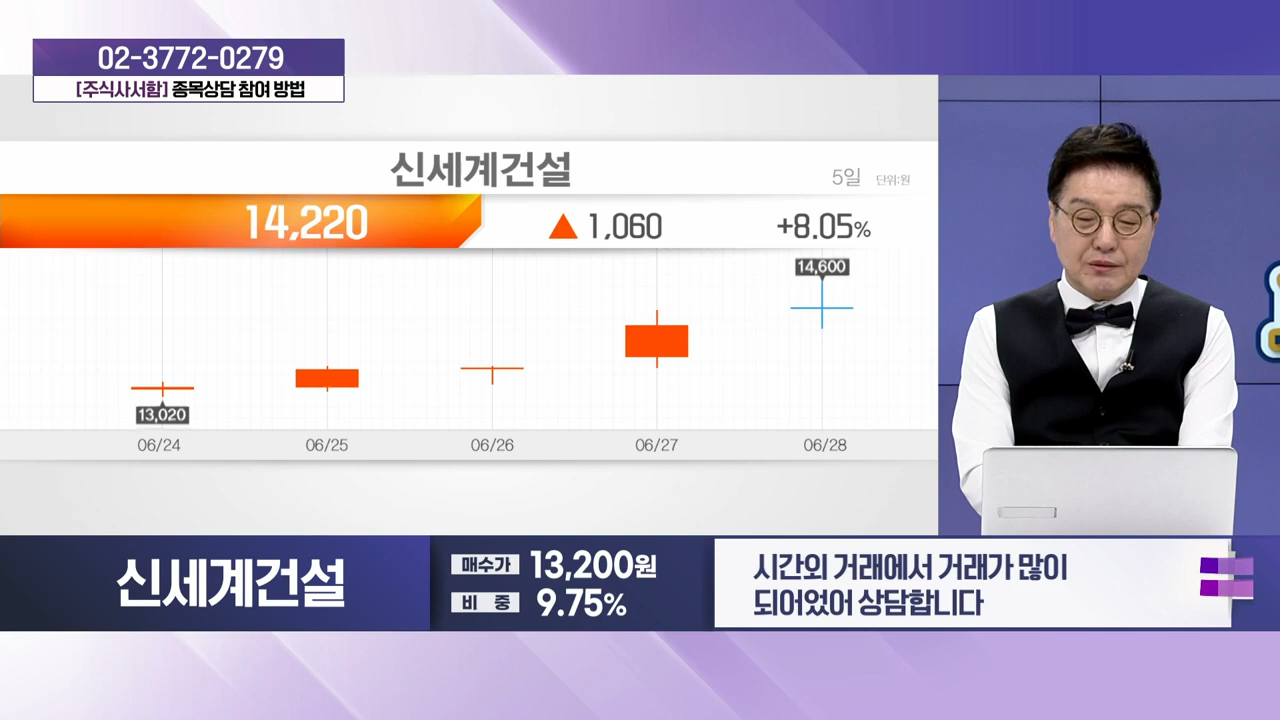 02-3772-0279
[주식사서함] 종목상담 참여 방법
신세계건설
5일 단위:원
14,220 ▲ 1,060 +8.05%
14,600
13,020
06/24 06/25 06/26 06/27 06/28
신세계건설
매수가 13,200원
비 중 9.75%
시간외 거래에서 거래가 많이
되어었어 상담합니다